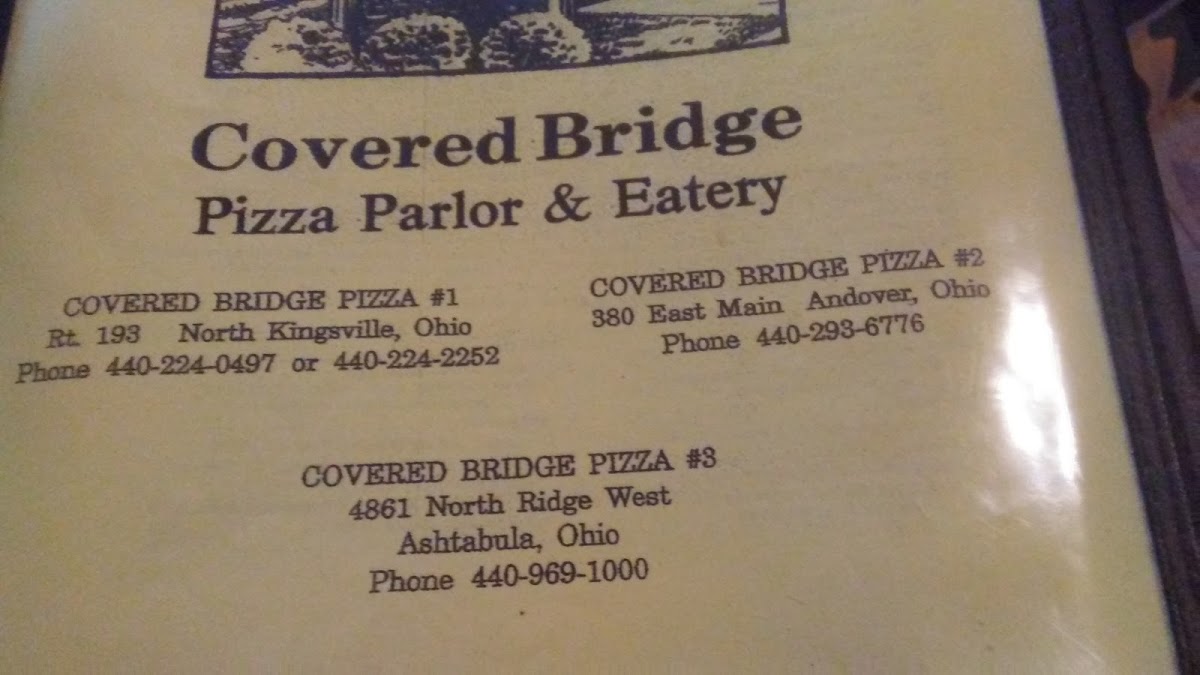 Covered Bridge
Pizza Parlor & Eatery
COVERED BRIDGE PIZZA #1
Rt. 193 North Kingsville, Ohio
Phone 440-224-0497 or 440-224-2252
COVERED BRIDGE PIZZA #2
380 East Main Andover, Ohio
Phone 440-293-6776
COVERED BRIDGE PIZZA #3
4861 North Ridge West
Ashtabula, Ohio
Phone 440-969-1000